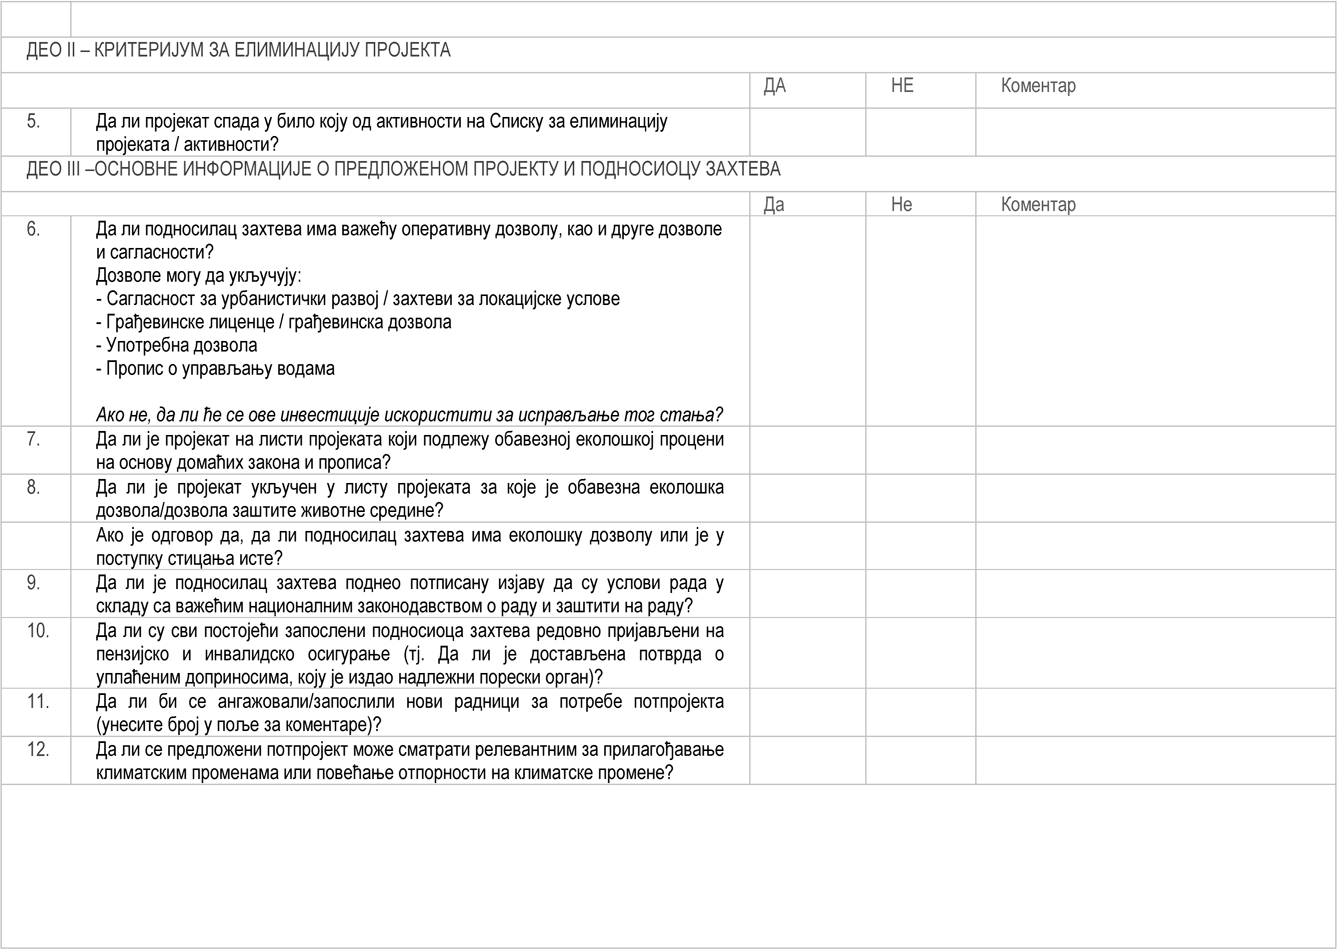 ДЕО II – КРИТЕРИЈУМ ЗА ЕЛИМИНАЦИЈУ ПРОЈЕКТА
ДА НЕ Коментар
5. Да ли пројекат спада у било коју од активности на Списку за елиминацију
пројеката / активности?
ДЕО III –ОСНОВНЕ ИНФОРМАЦИЈЕ О ПРЕДЛОЖЕНОМ ПРОЈЕКТУ И ПОДНОСИОЦУ ЗАХТЕВА
Да Не Коментар
6. Да ли подносилац захтева има важећу оперативну дозволу, као и друге дозволе
и сагласности?
Дозволе могу да укључују:
- Сагласност за урбанистички развој / захтеви за локацијске услове
- Грађевинске лиценце / грађевинска дозвола
- Употребна дозвола
- Пропис о управљању водама
Ако не, да ли ће се ове инвестиције искористити за исправљање тог стања?
7. Да ли је пројекат на листи пројеката који подлежу обавезној еколошкој процени
на основу домаћих закона и прописа?
8. Да ли је пројекат укључен у листу пројеката за које је обавезна еколошка
дозвола/дозвола заштите животне средине?
Ако је одговор да, да ли подносилац захтева има еколошку дозволу или је у
поступку стицања исте?
9. Да ли је подносилац захтева поднео потписану изјаву да су услови рада у
складу са важећим националним законодавством о раду и заштити на раду?
10. Да ли су сви постојећи запослени подносиоца захтева редовно пријављени на
пензијско и инвалидско осигурање (тј. Да ли је достављена потврда о
уплаћеним доприносима, коју је издао надлежни порески орган)?
11. Да ли би се ангажовали/запослили нови радници за потребе потпројекта
(унесите број у поље за коментаре)?
12. Да ли се предложени потпројект може сматрати релевантним за прилагођавање
климатским променама или повећање отпорности на климатске промене?